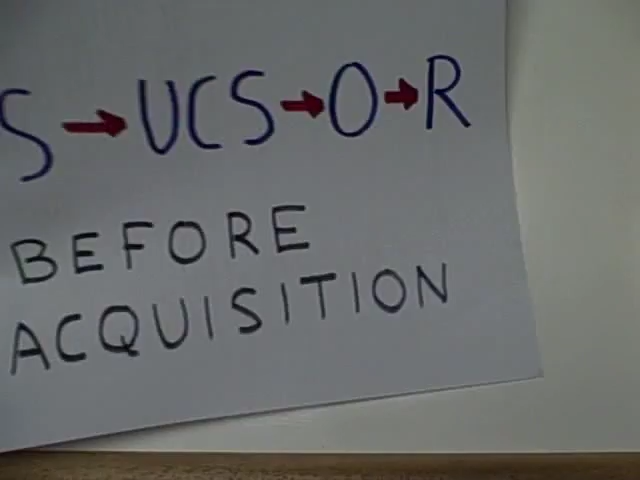 S → UCS → O → R
BEFORE
ACQUISITION